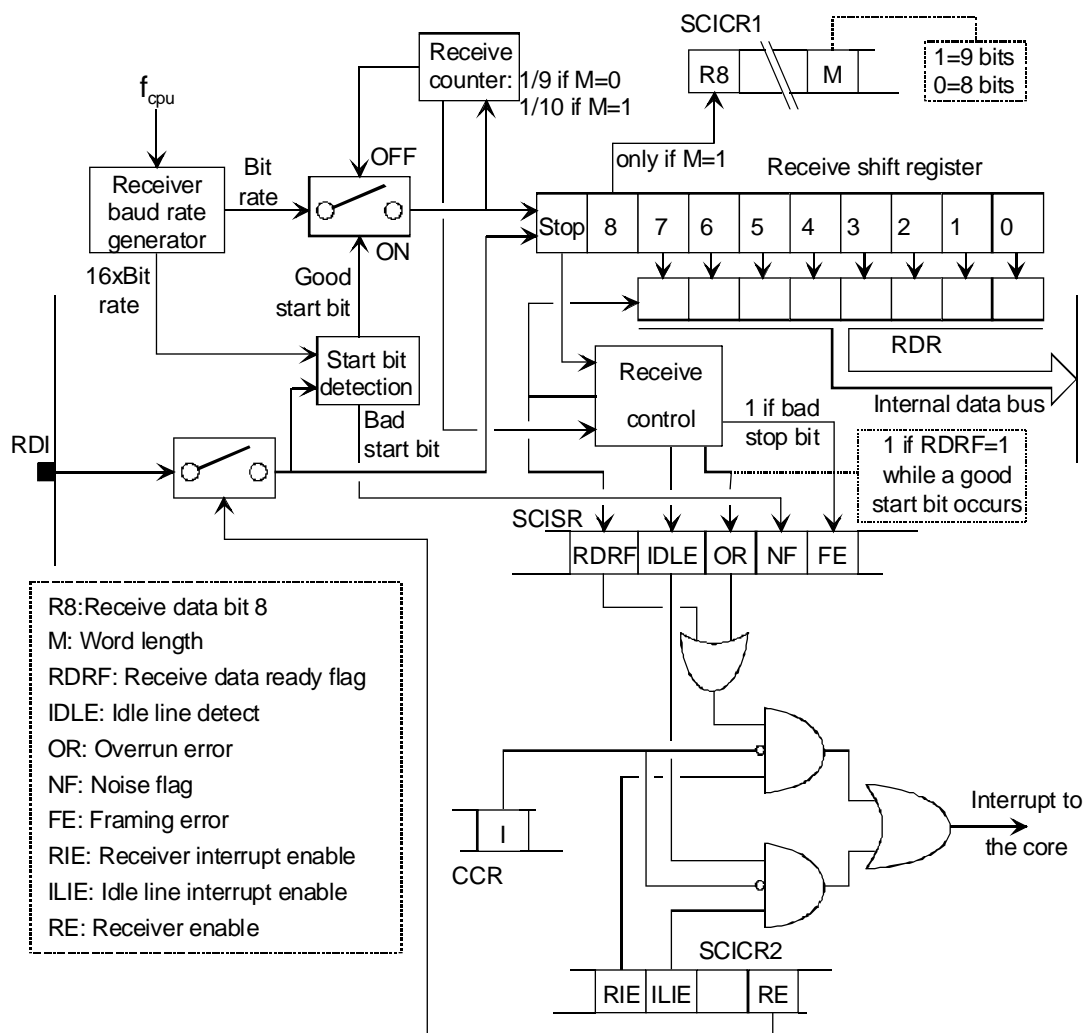 SCICR1
R8
M
1=9 bits
0=8 bits
Receive
counter:
1/9 if M=0
1/10 if M=1
fcpu
OFF
only if M=1
Receive shift register
Receiver
baud rate
generator
Bit
rate
ON
Stop
8
7
6
5
4
3
2
1
0
16xBit
rate
Good
start bit
Start bit
detection
RDR
Receive
control
Internal data bus
Bad
start bit
1 if bad
stop bit
RDI
1 if RDRF=1
while a good
start bit occurs
SCISR
RDRF
IDLE
OR
NF
FE
R8:Receive data bit 8
M: Word length
RDRF: Receive data ready flag
IDLE: Idle line detect
OR: Overrun error
NF: Noise flag
FE: Framing error
RIE: Receiver interrupt enable
ILIE: Idle line interrupt enable
RE: Receiver enable
I
CCR
Interrupt to
the core
SCICR2
RIE
ILIE
RE